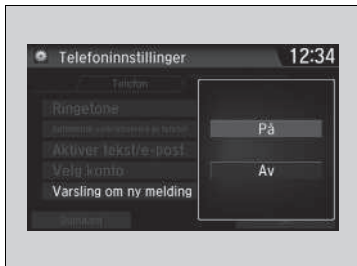 Telefoninnstillinger
12:34
Telefon
Ringetone
Aktiver tekst/e-post
Velg konto
Varsling om ny melding
På
Av